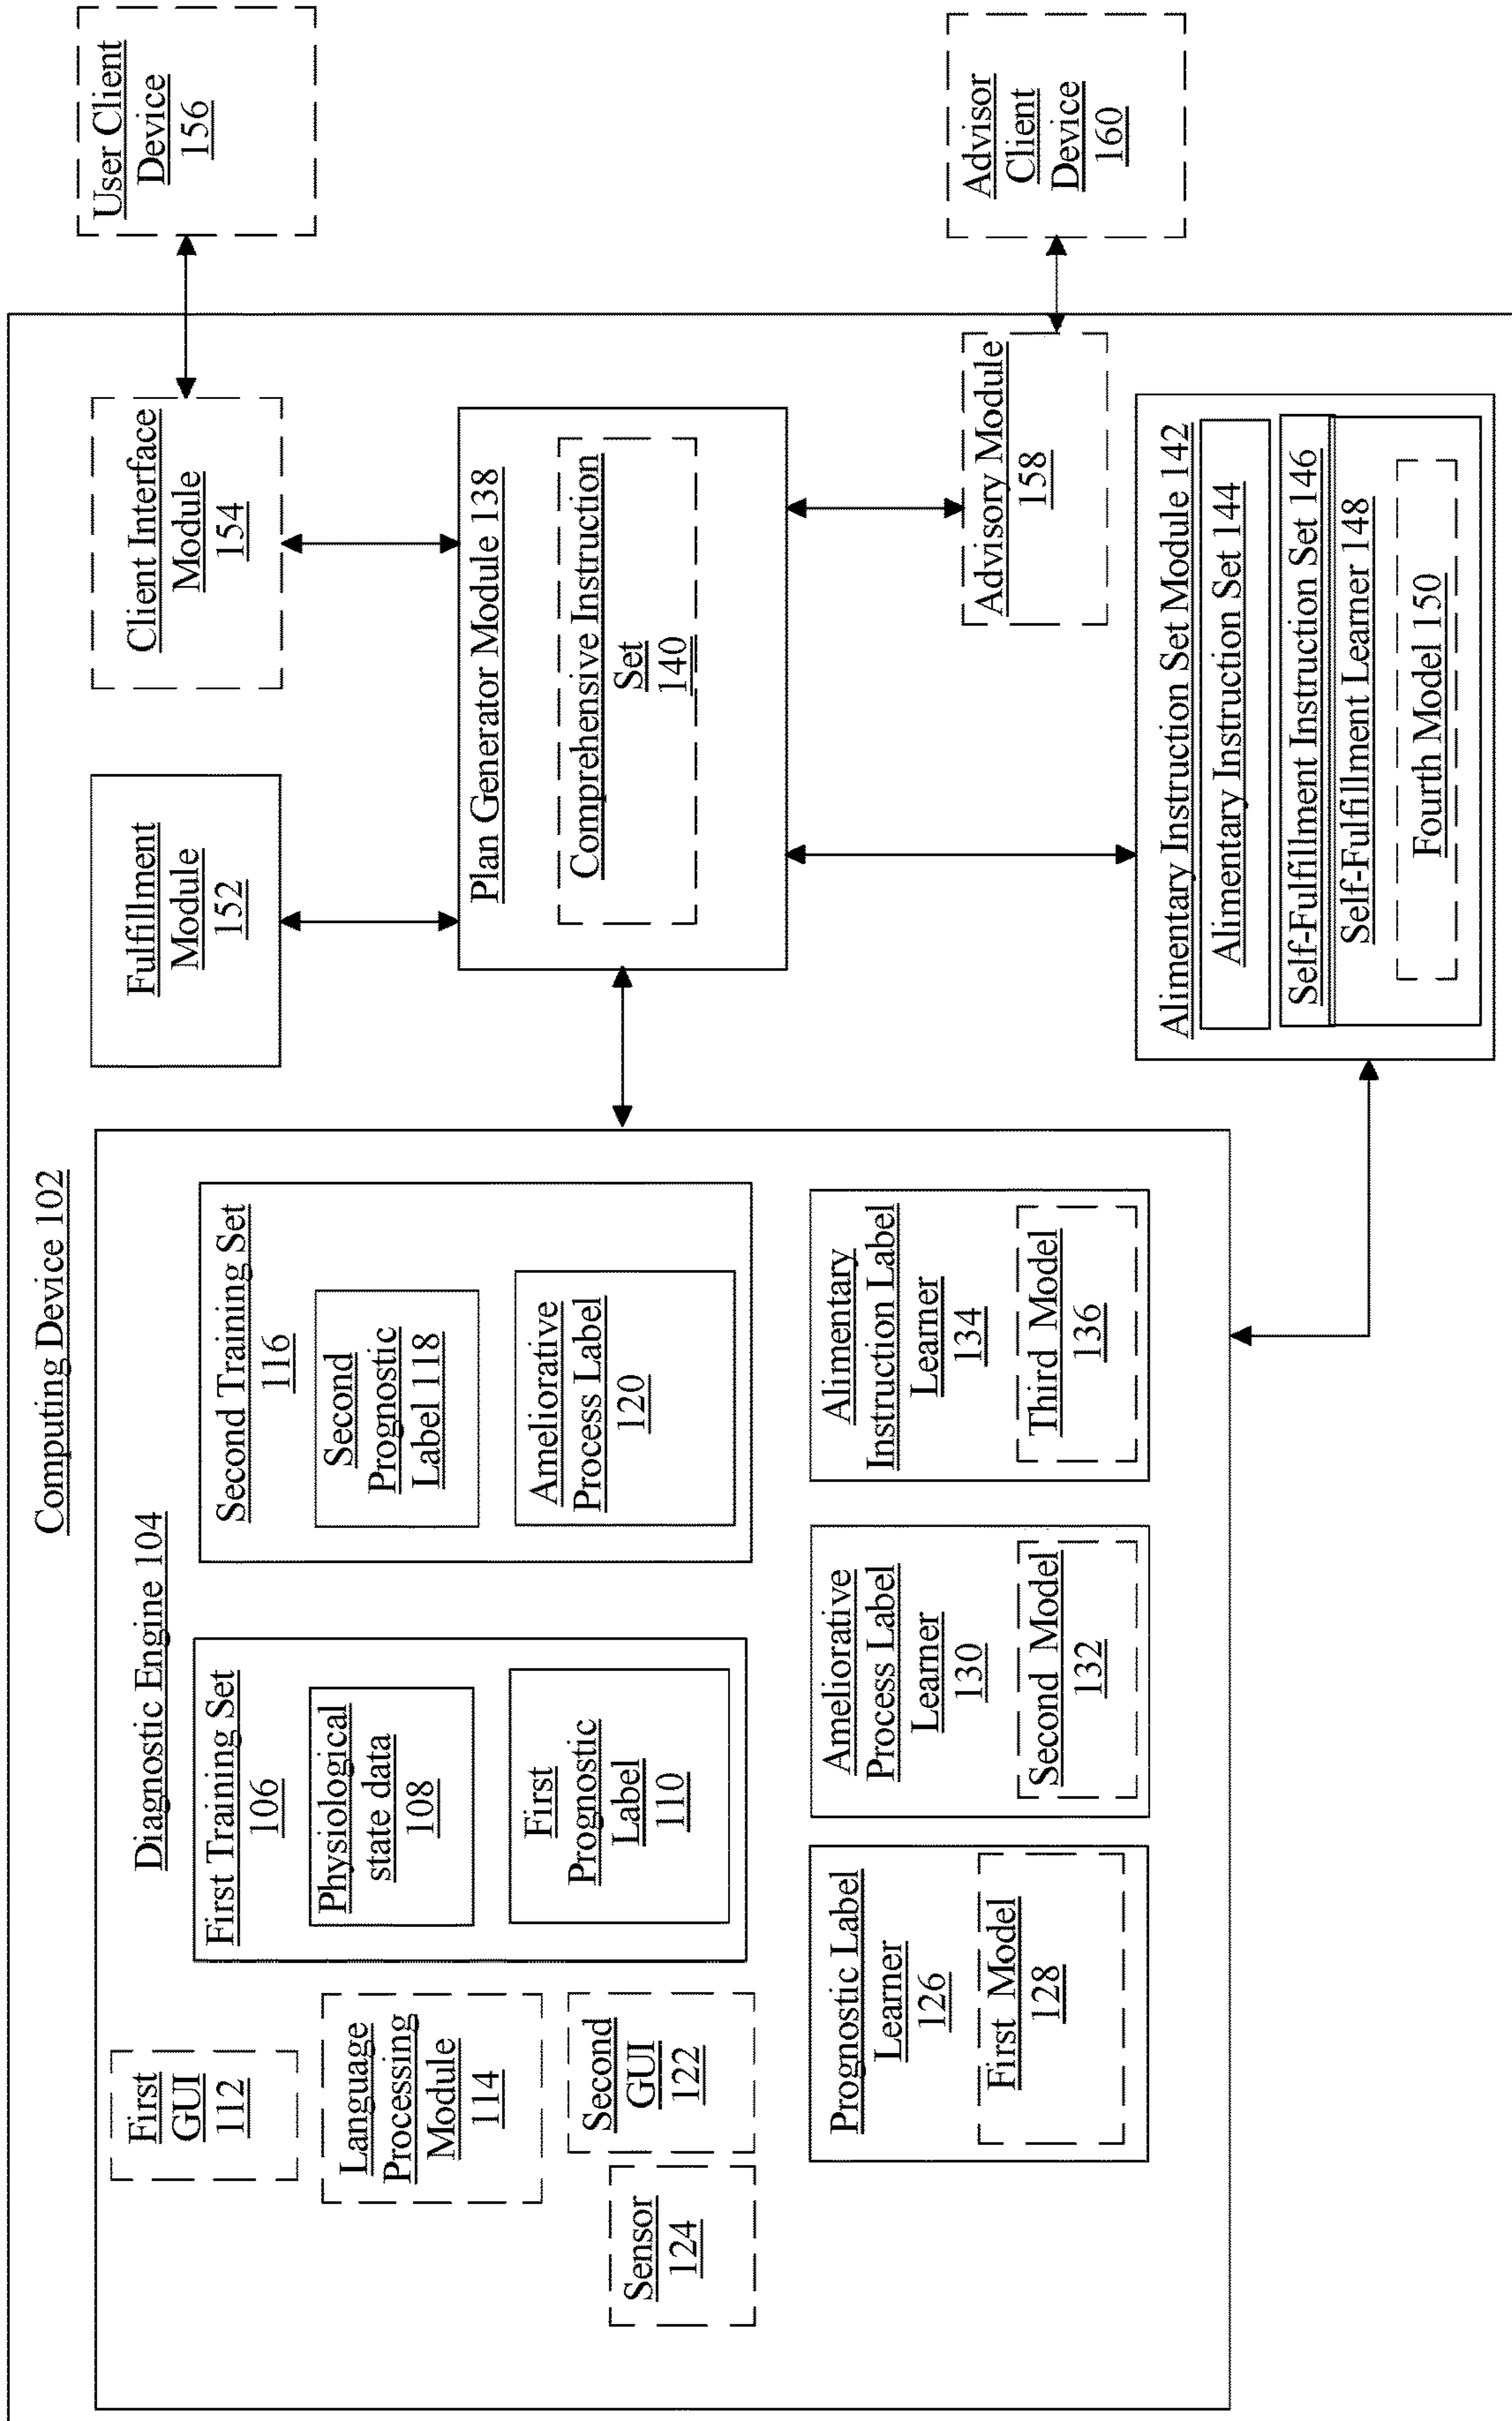 Computing Device 102
Diagnostic Engine 104
First GUI
112
Language
Processing
Module
114
Second
GUI
122
Sensor
124
First Training Set
106
Physiological
state data
108
First
Prognostic
Label
110
Second Training Set
116
Second
Prognostic
Label 118
Ameliorative
Process Label
120
Prognostic Label
Learner
126
First Model
128
Ameliorative
Process Label
Learner
130
Second Model
132
Alimentary
Instruction Label
Learner
134
Third Model
136
Fulfillment
Module
152
Client Interface
Module
154
User Client
Device
156
Plan Generator Module 138
Comprehensive Instruction
Set
140
Advisory Module
158
Advisor
Client
Device
160
Alimentary Instruction Set Module 142
Alimentary Instruction Set 144
Self-Fulfillment Instruction Set 146
Self-Fulfillment Learner 148
Fourth Model 150